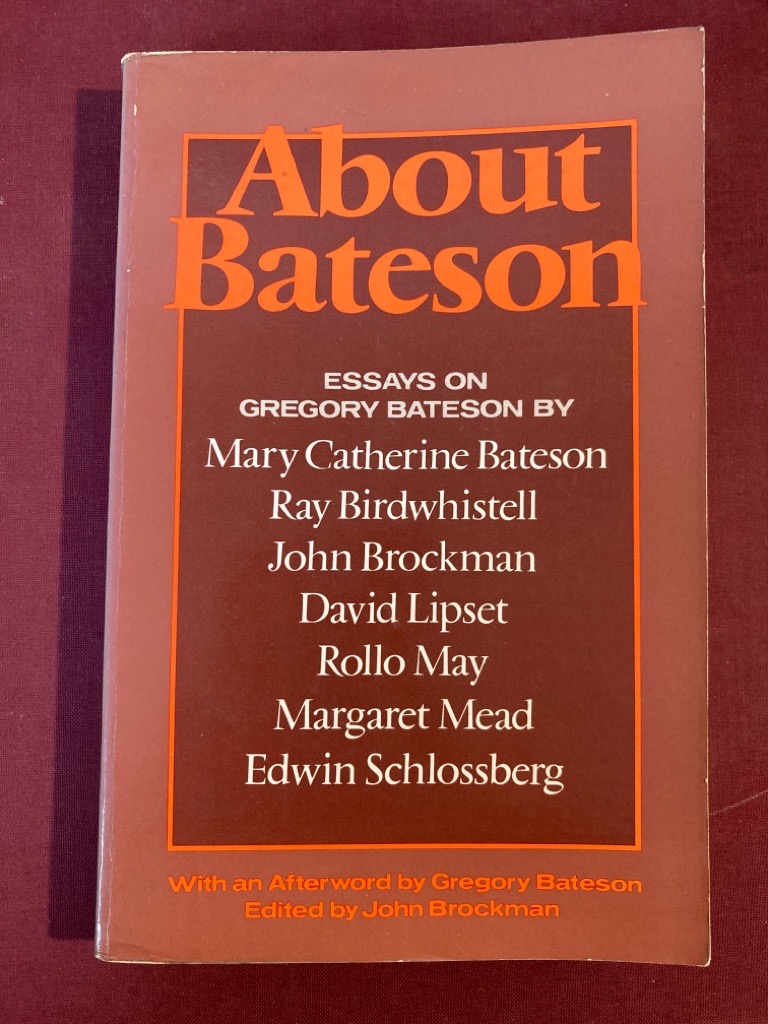 About
Bateson
ESSAYS ON
GREGORY BATESON BY
Mary Catherine Bateson
Ray Birdwhistell
John Brockman
David Lipset
Rollo May
Margaret Mead
Edwin Schlossberg
With an Afterword by Gregory Bateson
Edited by John Brockman